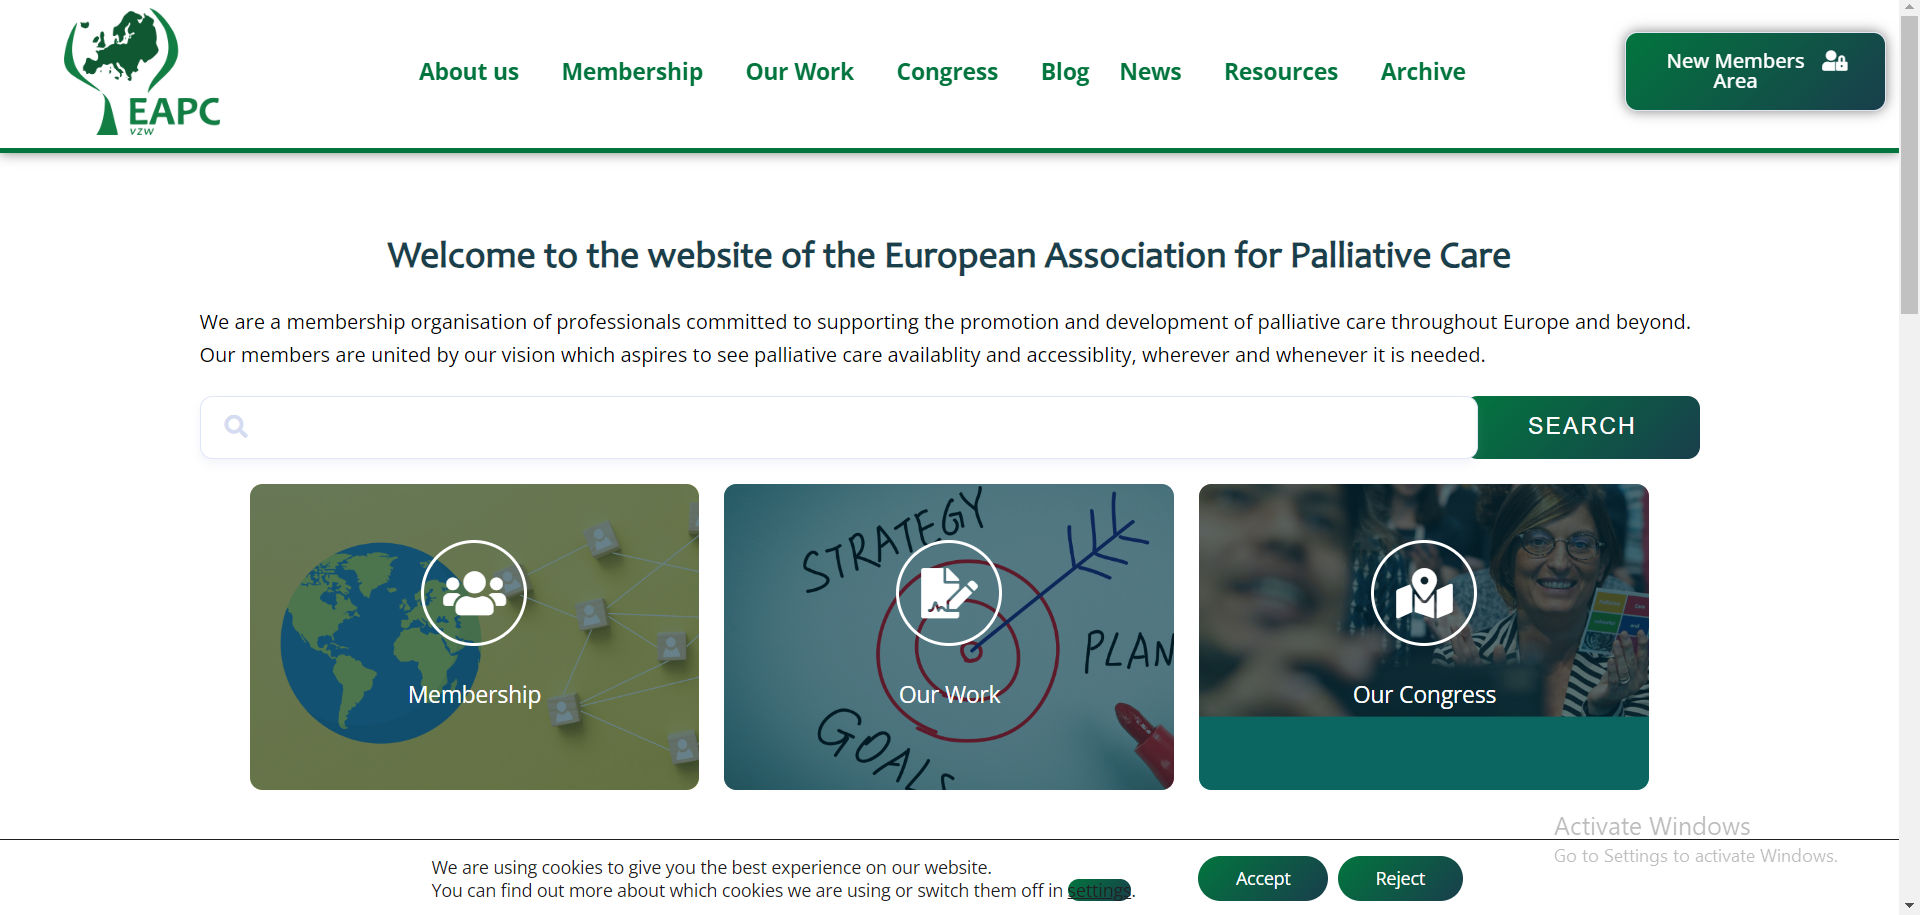 EAPC
VZW
About us
Membership
Our Work
Congress
Blog
News
Resources
Archive
New Members
Area
Welcome to the website of the European Association for Palliative Care
We are a membership organisation of professionals committed to supporting the promotion and development of palliative care throughout Europe and beyond.
Our members are united by our vision which aspires to see palliative care availablity and accessiblity, wherever and whenever it is needed.
SEARCH
Membership
STRATEGY
PLAN
GOALS
Our Work
Our Congress
Activate Windows
Go to Settings to activate Windows.
We are using cookies to give you the best experience on our website.
You can find out more about which cookies we are using or switch them off in settings.
Accept
Reject